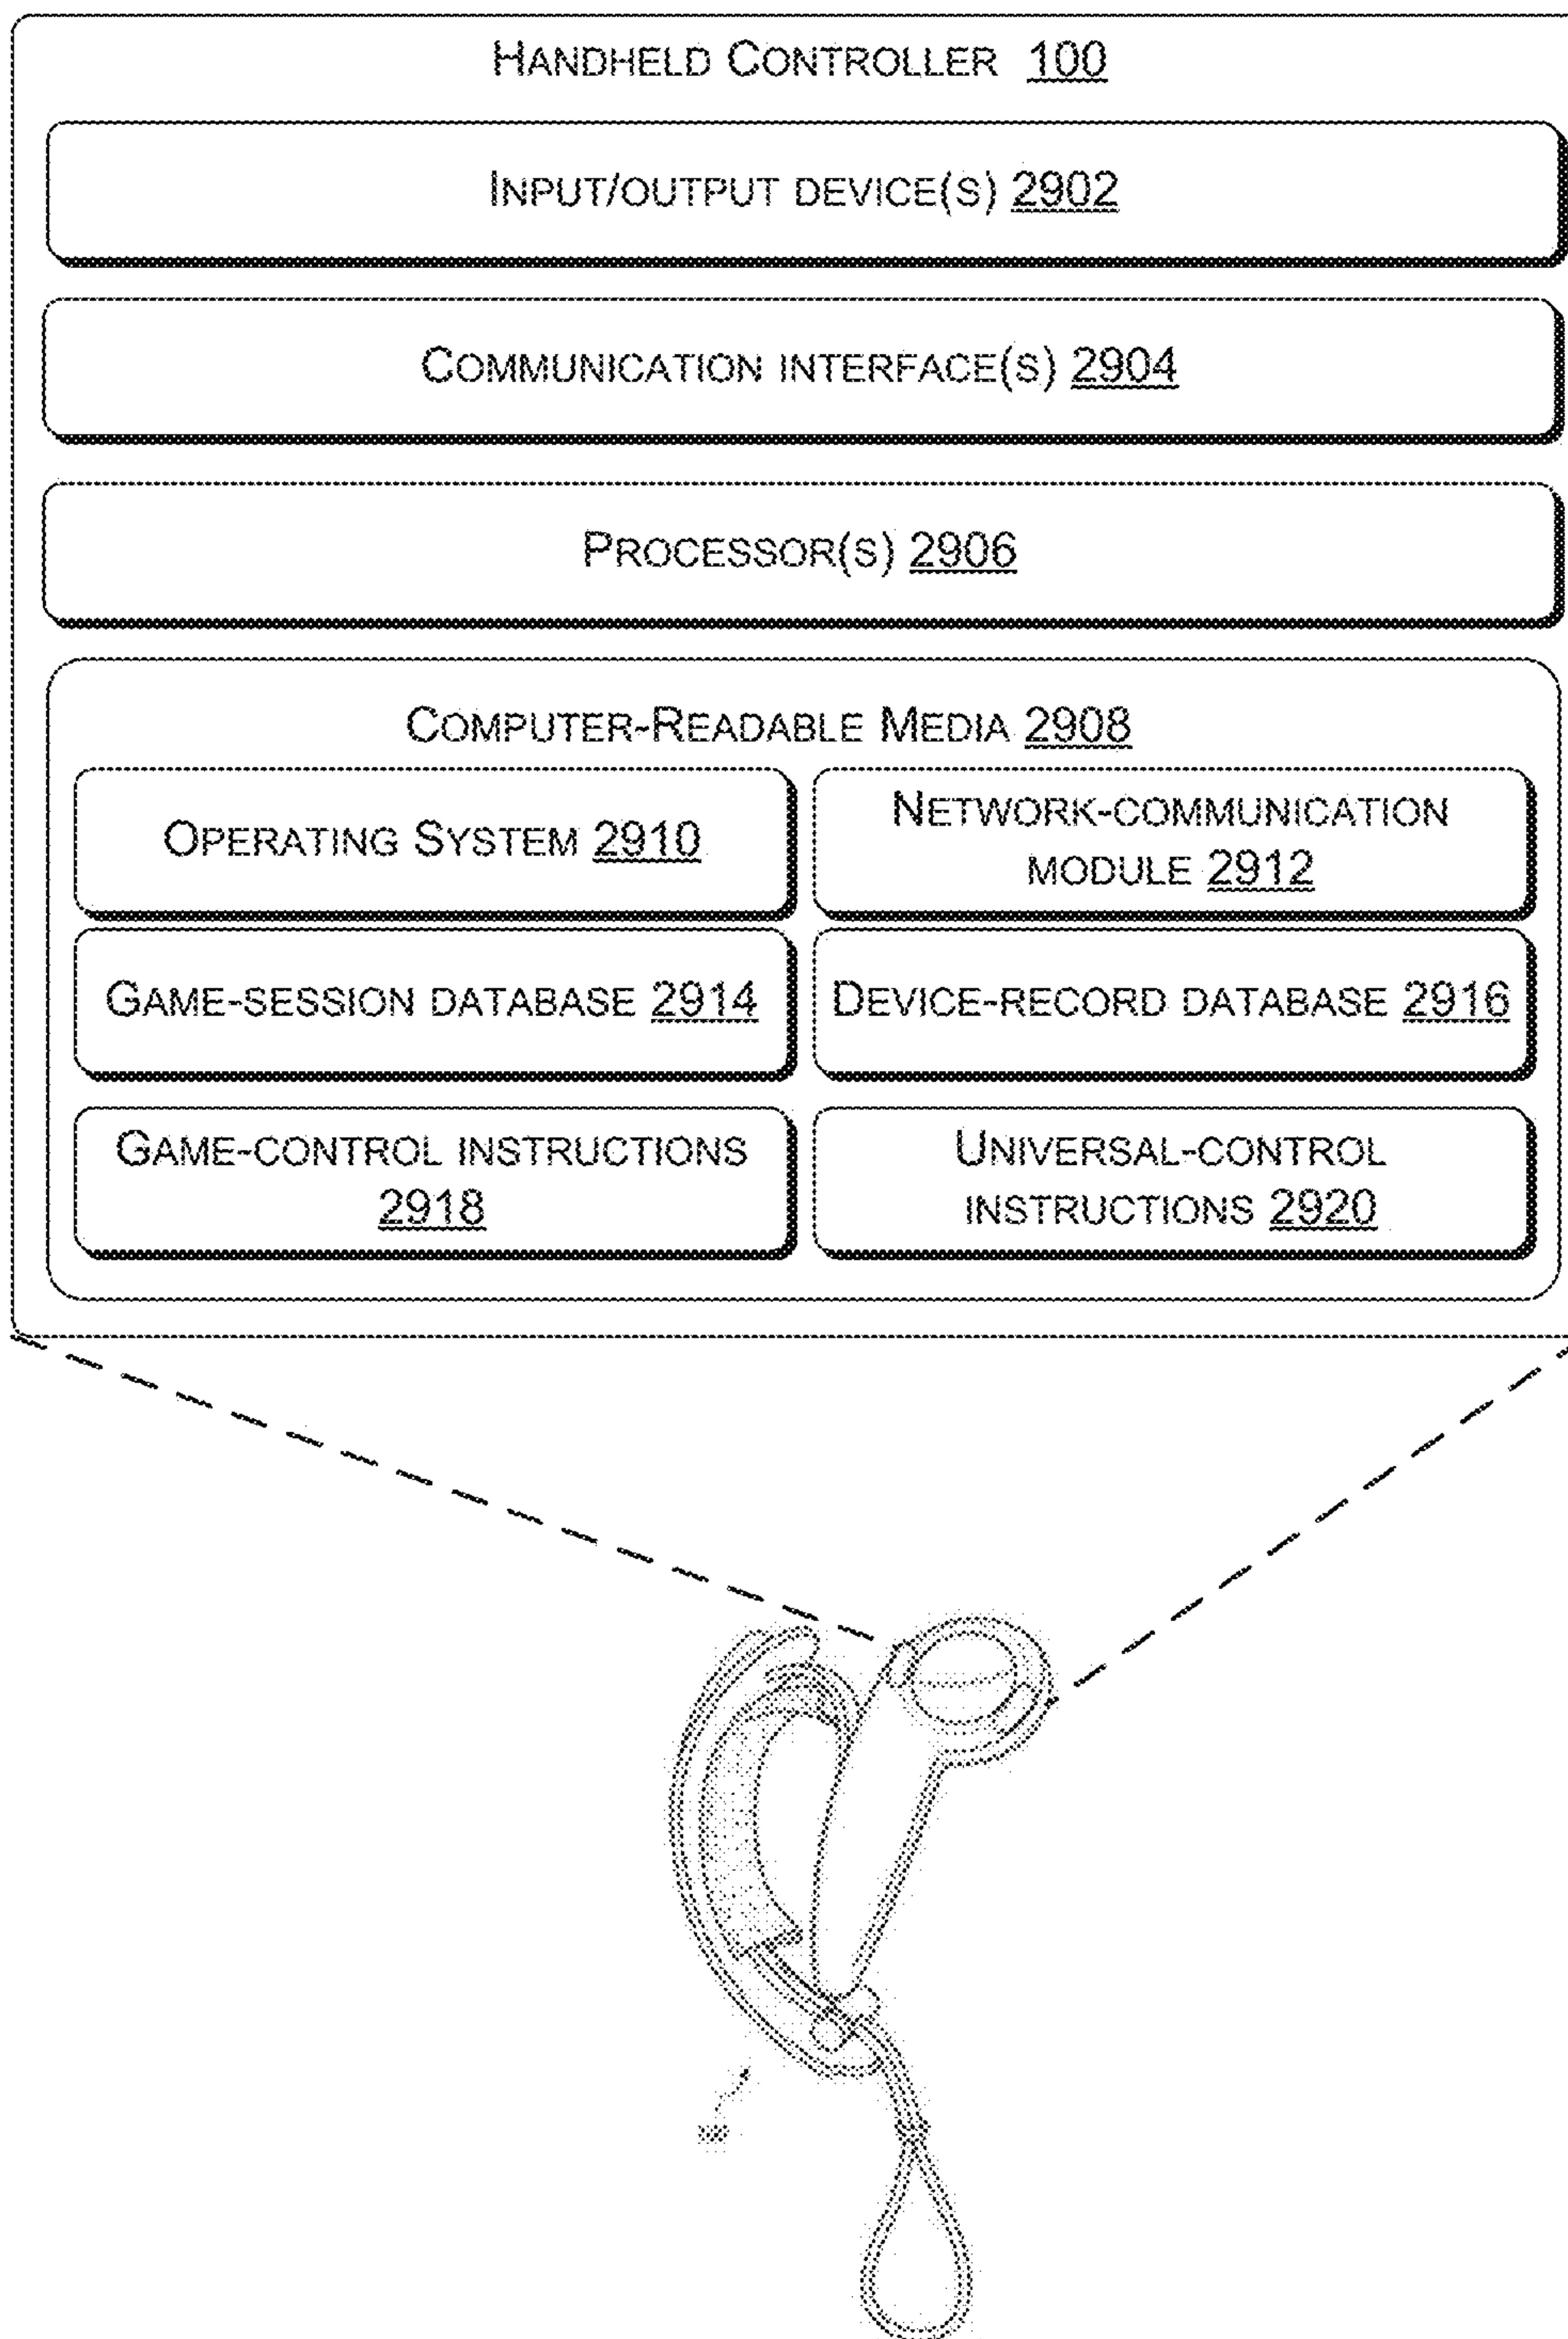 HANDHELD CONTROLLER 100
INPUT/OUTPUT DEVICE(S) 2902
COMMUNICATION INTERFACE(S) 2904
PROCESSOR(S) 2906
COMPUTER-READABLE MEDIA 2908
OPERATING SYSTEM 2910
NETWORK-COMMUNICATION
MODULE 2912
GAME-SESSION DATABASE 2914
DEVICE-RECORD DATABASE 2916
GAME-CONTROL INSTRUCTIONS
2918
UNIVERSAL-CONTROL
INSTRUCTIONS 2920